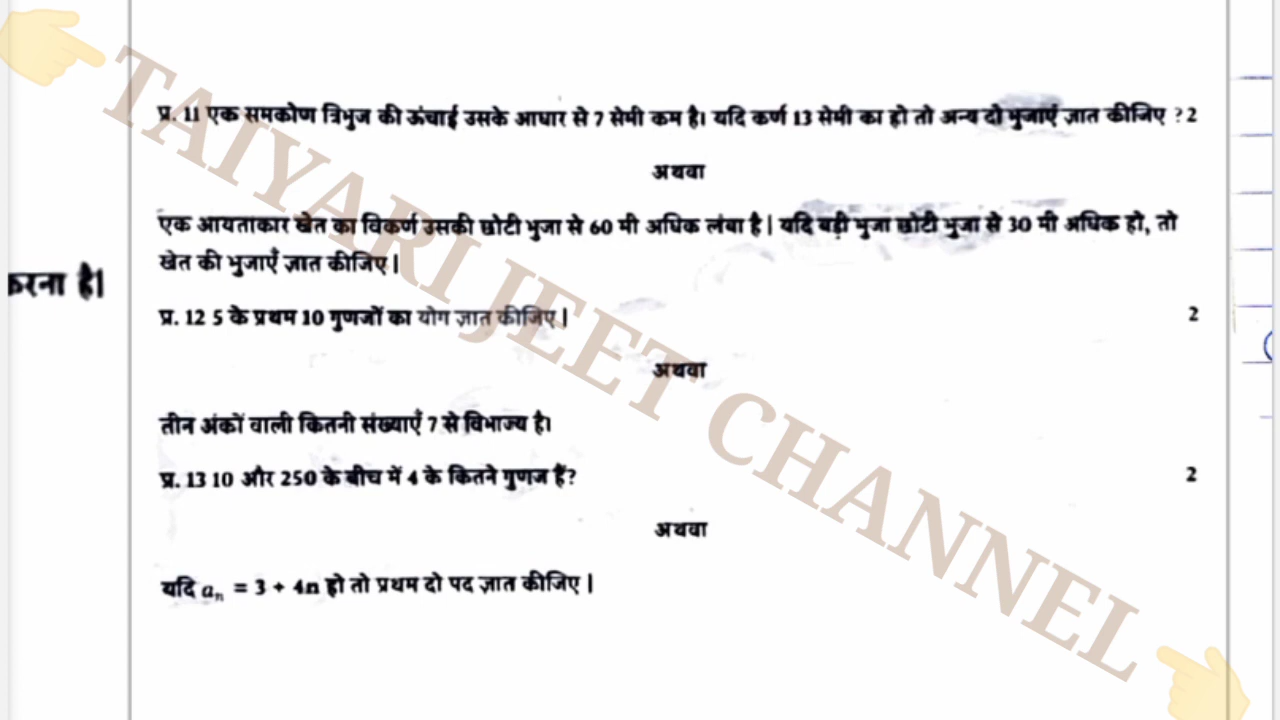 प्र. 11 एक समकोण त्रिभुज की ऊंचाई उसके आधार से 7 सेमी कम है। यदि कर्ण 13 सेमी का हो तो अन्य दो भुजाएं ज्ञात कीजिए ? 2
अथवा
एक आयताकार खेत का विकर्ण उसकी छोटी भुजा से 60 मी अधिक लंबा है | यदि बड़ी भुजा छोटी भुजा से 30 मी अधिक हो, तो
खेत की भुजाएँ ज्ञात कीजिए |
करना है।
प्र. 12 5 के प्रथम 10 गुणजों का योग ज्ञात कीजिए | 2
अथवा
तीन अंकों वाली कितनी संख्याएँ 7 से विभाज्य है।
प्र. 13 10 और 250 के बीच में 4 के कितने गुणज हैं? 2
अथवा
यदि aₙ = 3 + 4n हो तो प्रथम दो पद ज्ञात कीजिए |
TAIYARI JEET CHANNEL